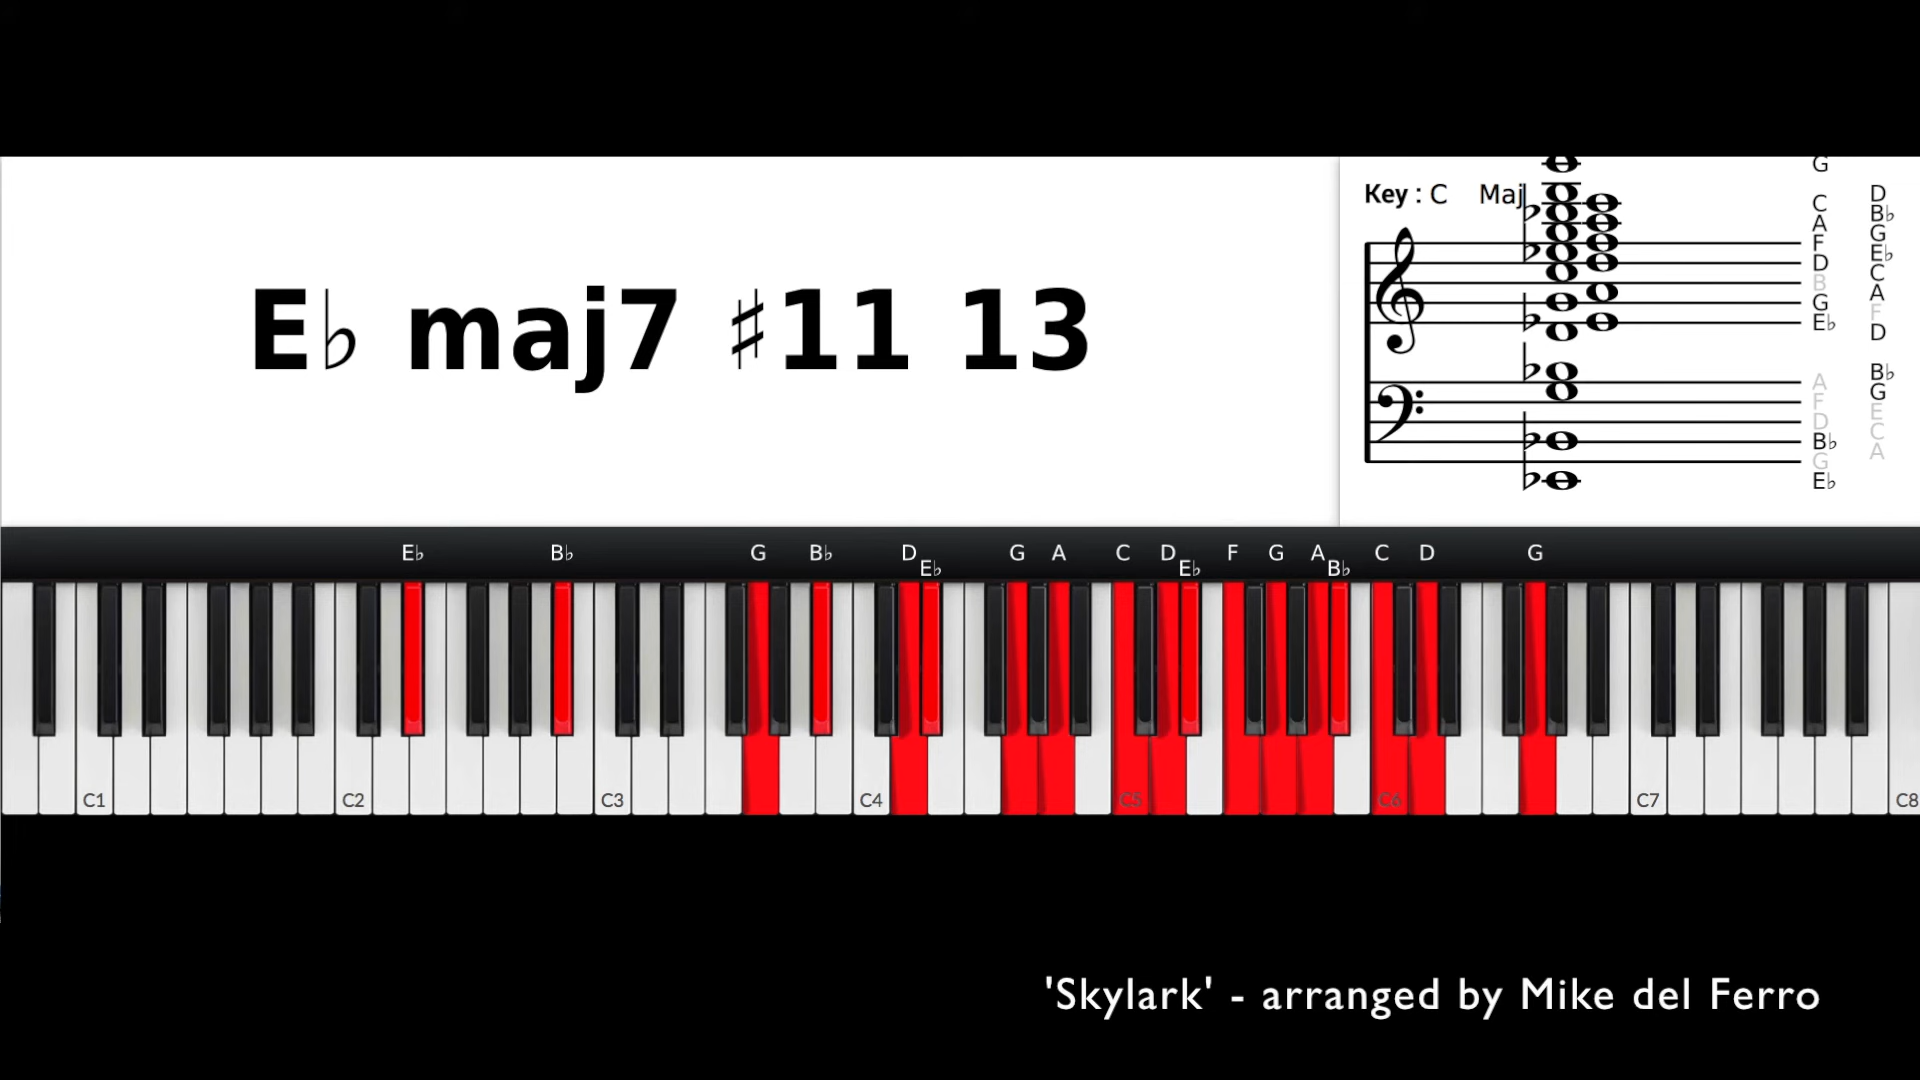 G
Key : C Maj
C D
A B♭
F G
D E♭
B C
G A
E♭ F
D
E♭ maj7 ♯11 13
A B♭
F G
D E
B♭ C
G A
E♭
E♭ B♭ G B♭ D E♭ G A C D E♭ F G A B♭ C D G
C1 C2 C3 C4 C5 C6 C7 C8
'Skylark' - arranged by Mike del Ferro